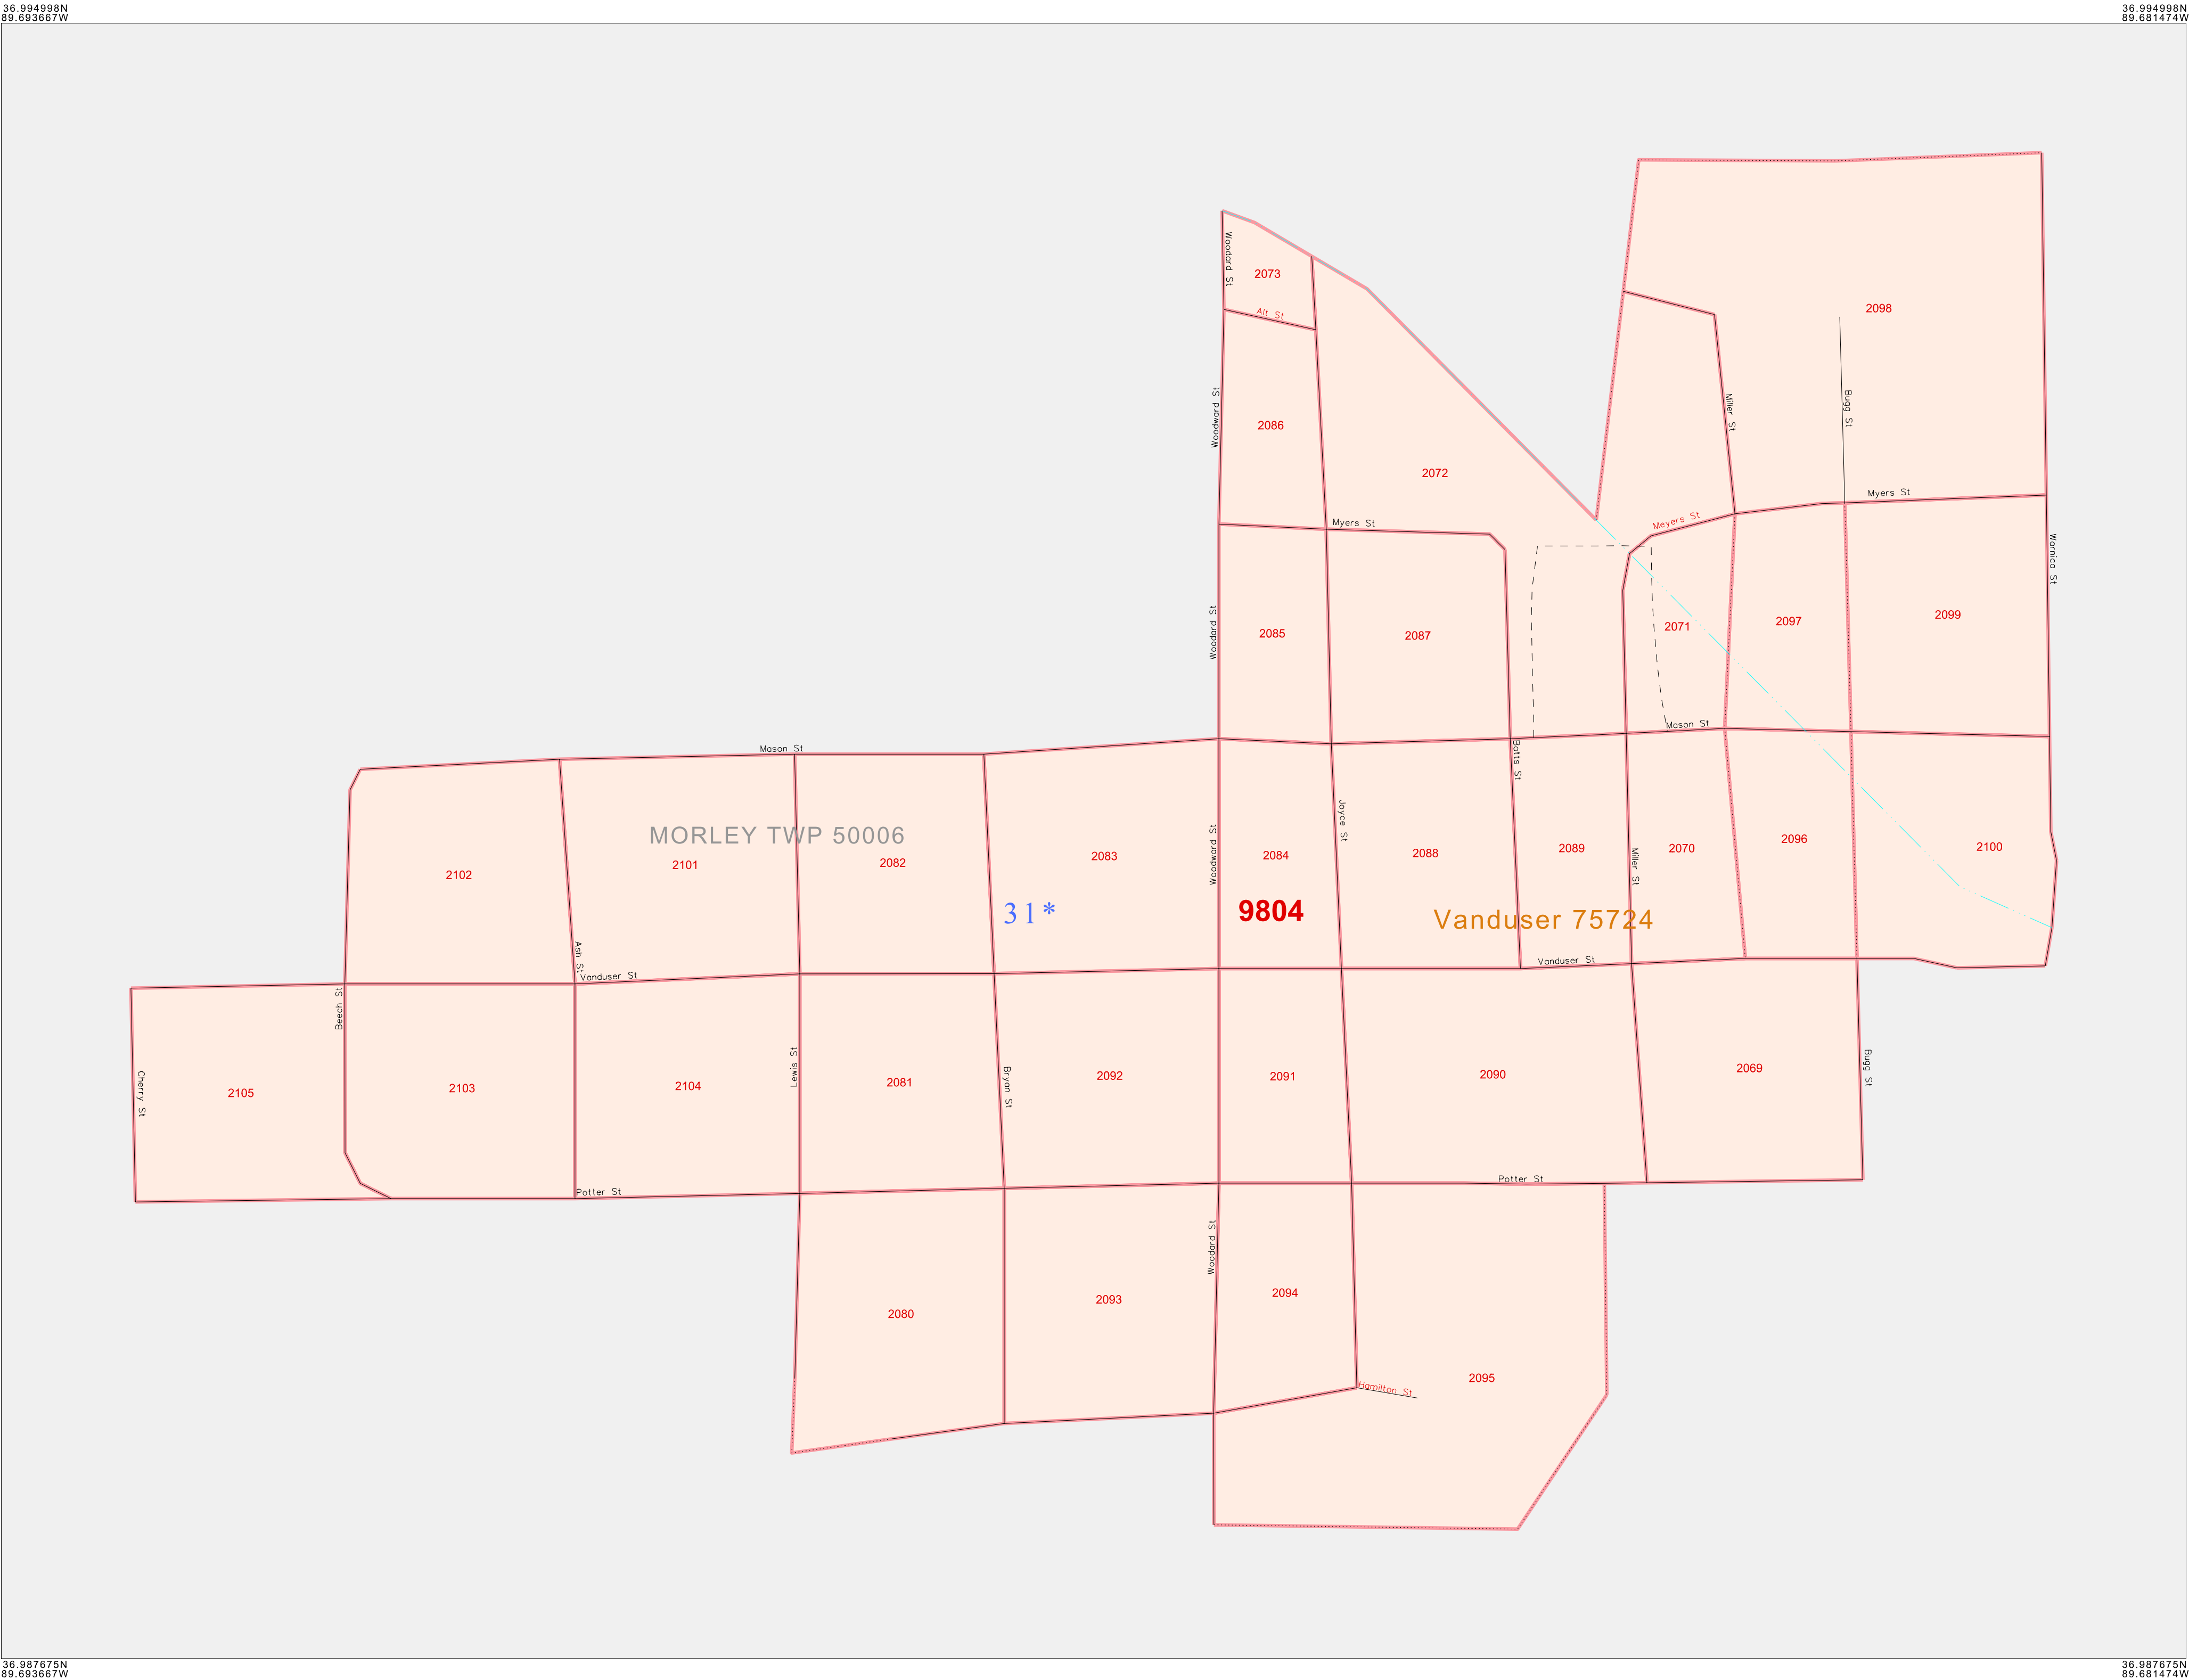 36.994998N
89.693667W
36.994998N
89.681474W
Woodard St
2073
Alt St
2098
Miller St
Bugg St
Woodward St
2086
2072
Myers St
Meyers St
Myers St
Warnica St
Woodard St
2085
2087
2071
2097
2099
Mason St
Mason St
Batts St
Joyce St
MORLEY TWP 50006
2102
2101
2082
2083
Woodward St
2084
2088
2089
Miller St
2070
2096
2100
31*
9804
Vanduser 75724
Ash St
Vanduser St
Vanduser St
Beech St
Cherry St
2105
2103
2104
Lewis St
2081
Bryan St
2092
2091
2090
2069
Bugg St
Potter St
Potter St
Woodard St
2080
2093
2094
Hamilton St
2095
36.987675N
89.693667W
36.987675N
89.681474W